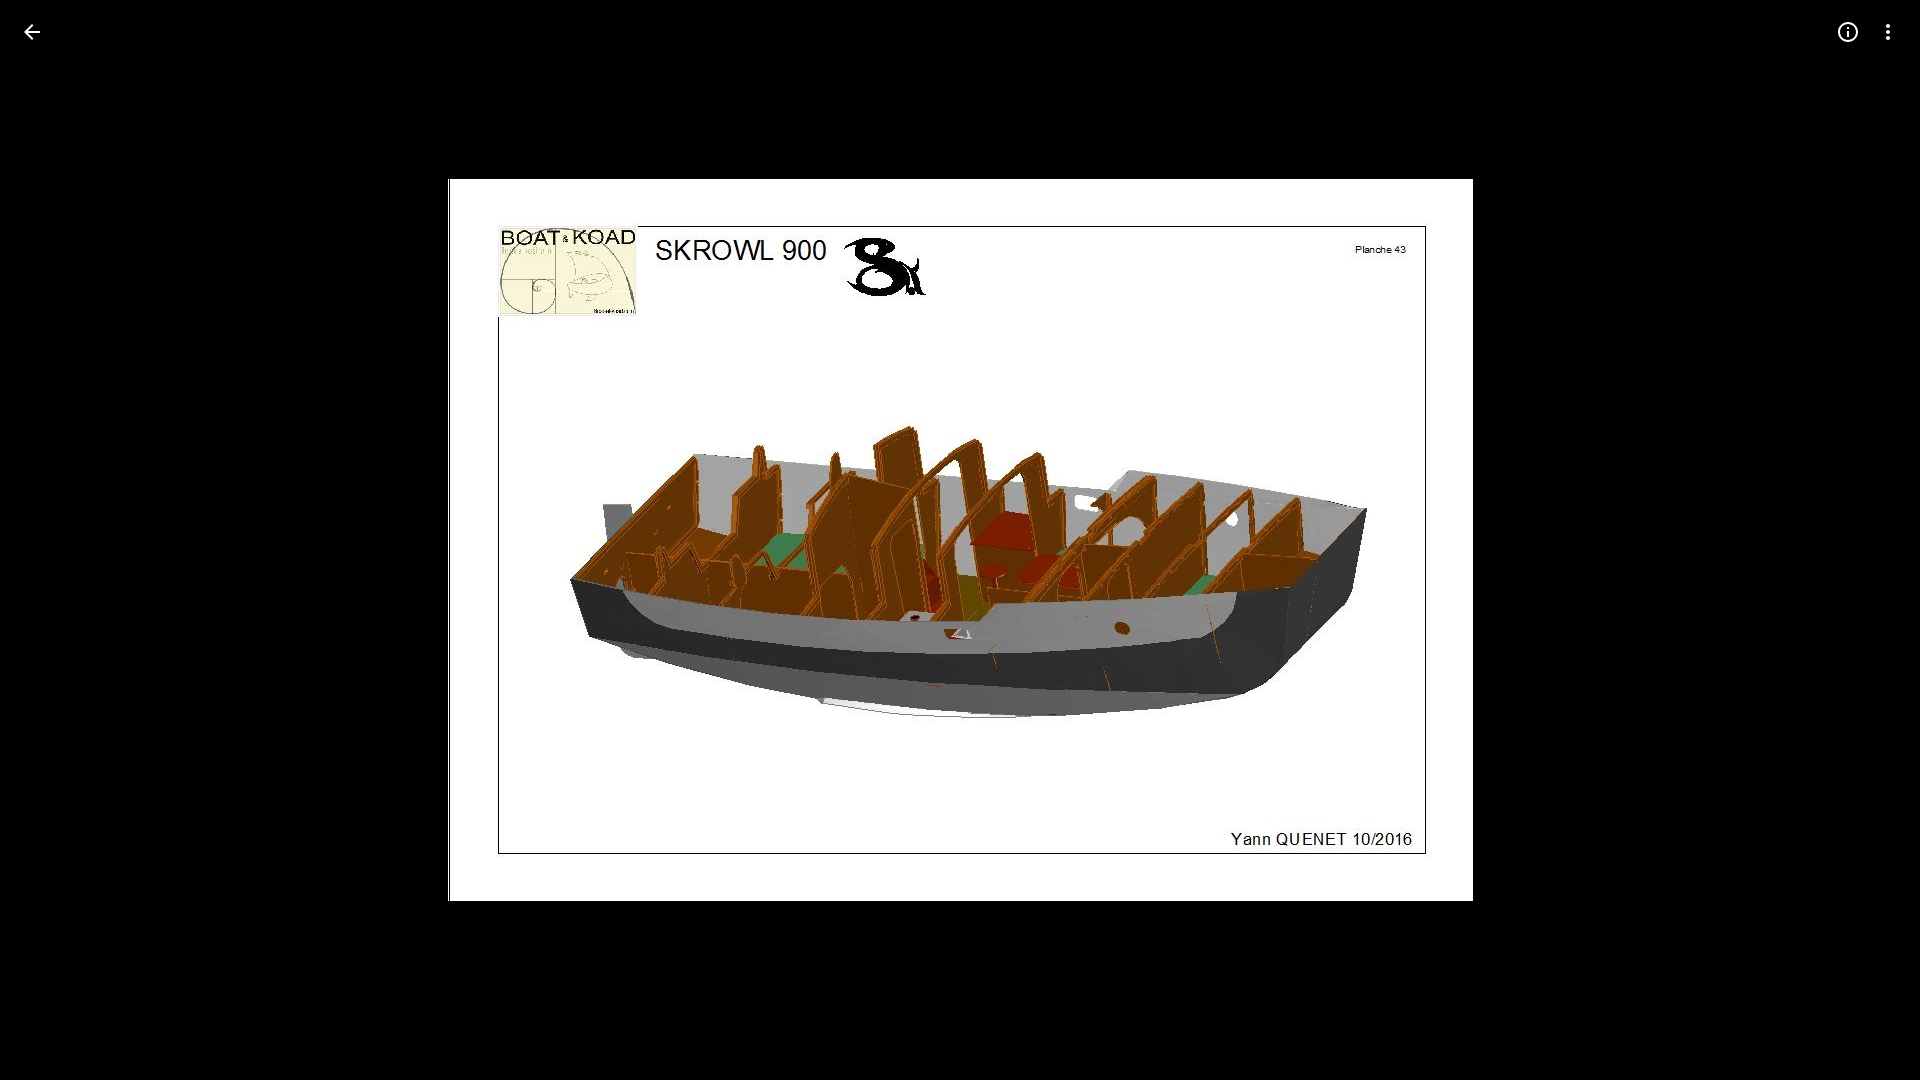 BOAT & KOAD
SKROWL 900
Planche 43
Yann QUENET 10/2016